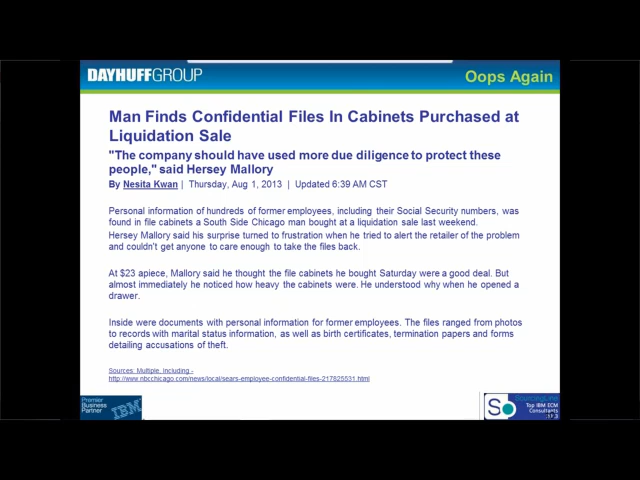 DAYHUFFGROUP
Oops Again
Man Finds Confidential Files In Cabinets Purchased at
Liquidation Sale
"The company should have used more due diligence to protect these
people," said Hersey Mallory
By Nesita Kwan | Thursday, Aug 1, 2013 | Updated 6:39 AM CST
Personal information of hundreds of former employees, including their Social Security numbers, was
found in file cabinets a South Side Chicago man bought at a liquidation sale last weekend.
Hersey Mallory said his surprise turned to frustration when he tried to alert the retailer of the problem
and couldn't get anyone to care enough to take the files back.
At $23 apiece, Mallory said he thought the file cabinets he bought Saturday were a good deal. But
almost immediately he noticed how heavy the cabinets were. He understood why when he opened a
drawer.
Inside were documents with personal information for former employees. The files ranged from photos
to records with marital status information, as well as birth certificates, termination papers and forms
detailing accusations of theft.
Sources: Multiple, including -
http://www.nbcchicago.com/news/local/sears-employee-confidential-files-217825531.html
Premier
Business
Partner
IBM
So
SourcingLine
Top IBM ECM
Consultants